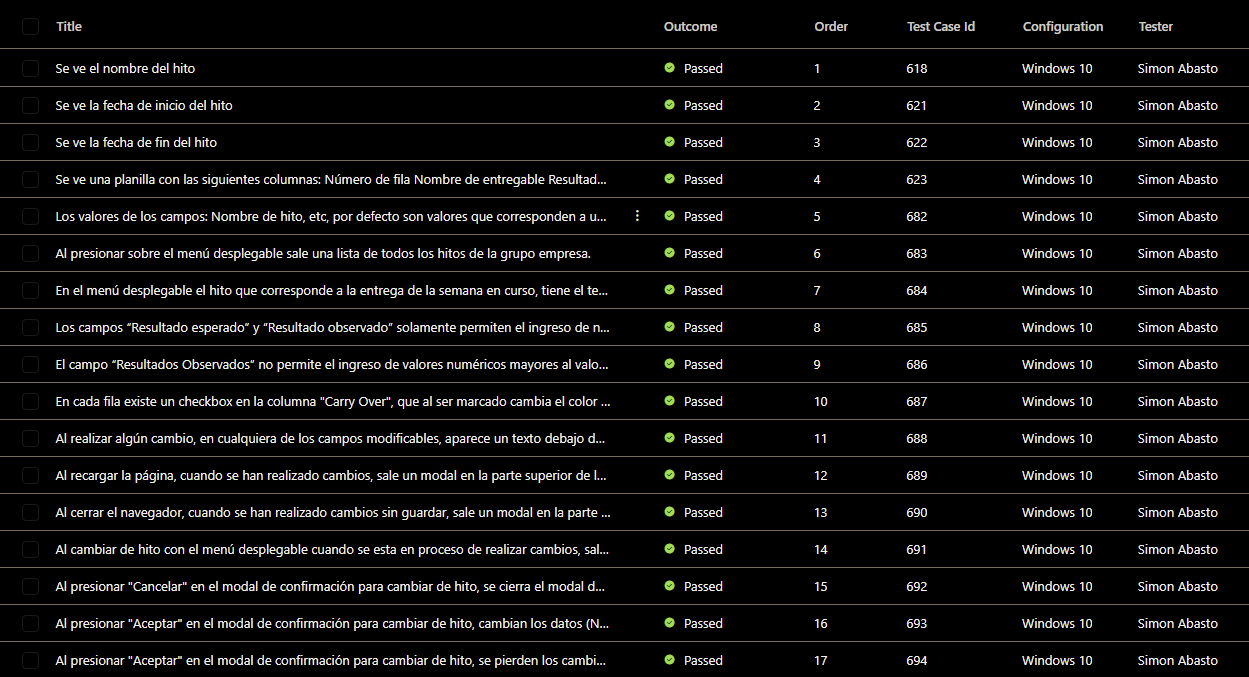 Title Outcome Order Test Case Id Configuration Tester
Se ve el nombre del hito Passed 1 618 Windows 10 Simon Abasto
Se ve la fecha de inicio del hito Passed 2 621 Windows 10 Simon Abasto
Se ve la fecha de fin del hito Passed 3 622 Windows 10 Simon Abasto
Se ve una planilla con las siguientes columnas: Número de fila Nombre de entregable Resultad... Passed 4 623 Windows 10 Simon Abasto
Los valores de los campos: Nombre de hito, etc, por defecto son valores que corresponden a u... Passed 5 682 Windows 10 Simon Abasto
Al presionar sobre el menú desplegable sale una lista de todos los hitos de la grupo empresa. Passed 6 683 Windows 10 Simon Abasto
En el menú desplegable el hito que corresponde a la entrega de la semana en curso, tiene el te... Passed 7 684 Windows 10 Simon Abasto
Los campos “Resultado esperado” y “Resultado observado” solamente permiten el ingreso de n... Passed 8 685 Windows 10 Simon Abasto
El campo “Resultados Observados” no permite el ingreso de valores numéricos mayores al valo... Passed 9 686 Windows 10 Simon Abasto
En cada fila existe un checkbox en la columna "Carry Over", que al ser marcado cambia el color ... Passed 10 687 Windows 10 Simon Abasto
Al realizar algún cambio, en cualquiera de los campos modificables, aparece un texto debajo d... Passed 11 688 Windows 10 Simon Abasto
Al recargar la página, cuando se han realizado cambios, sale un modal en la parte superior de l... Passed 12 689 Windows 10 Simon Abasto
Al cerrar el navegador, cuando se han realizado cambios sin guardar, sale un modal en la parte ... Passed 13 690 Windows 10 Simon Abasto
Al cambiar de hito con el menú desplegable cuando se esta en proceso de realizar cambios, sal... Passed 14 691 Windows 10 Simon Abasto
Al presionar "Cancelar" en el modal de confirmación para cambiar de hito, se cierra el modal d... Passed 15 692 Windows 10 Simon Abasto
Al presionar "Aceptar" en el modal de confirmación para cambiar de hito, cambian los datos (N... Passed 16 693 Windows 10 Simon Abasto
Al presionar "Aceptar" en el modal de confirmación para cambiar de hito, se pierden los cambi... Passed 17 694 Windows 10 Simon Abasto